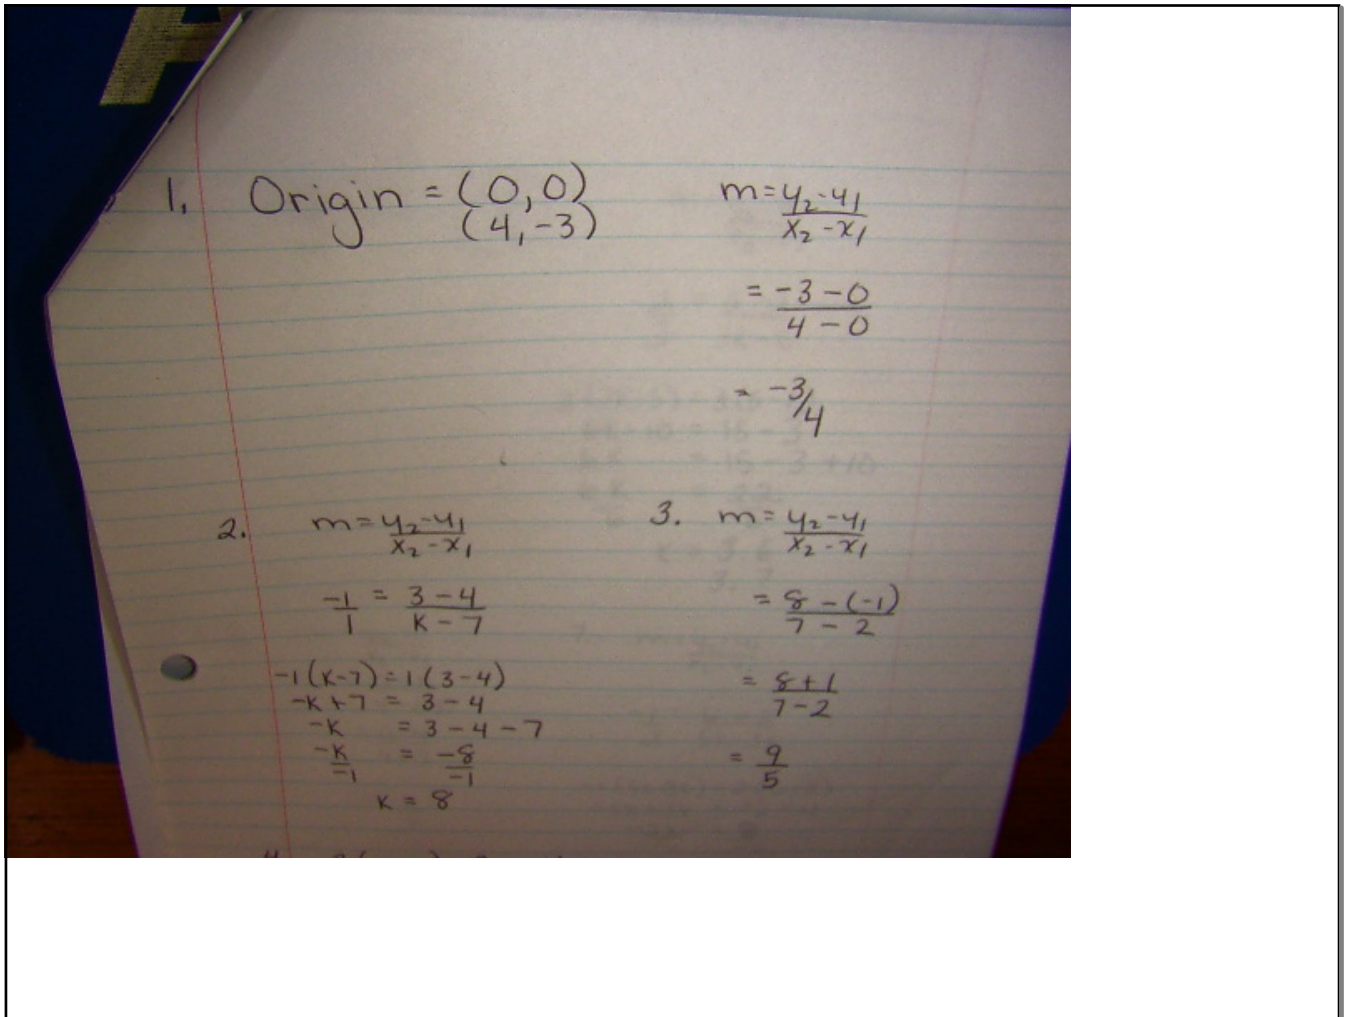 1. Origin = (0,0)
(4,-3)
m = y₂-y₁
x₂-x₁
= -3-0
4-0
= -3/4
2. m = y₂-y₁
x₂-x₁
-1 = 3-4
1 k-7
-1(k-7) = 1(3-4)
-k+7 = 3-4
-k = 3-4-7
-k = -8
-1 -1
k = 8
3. m = y₂-y₁
x₂-x₁
= 8-(-1)
7-2
= 8+1
7-2
= 9
5